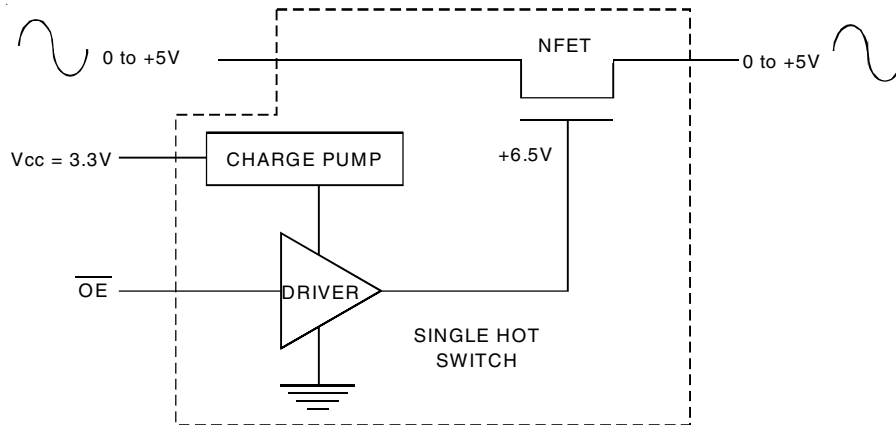 NFET
0 to +5V
0 to +5V
Vcc = 3.3V
CHARGE PUMP
+6.5V
OE
DRIVER
SINGLE HOT
SWITCH